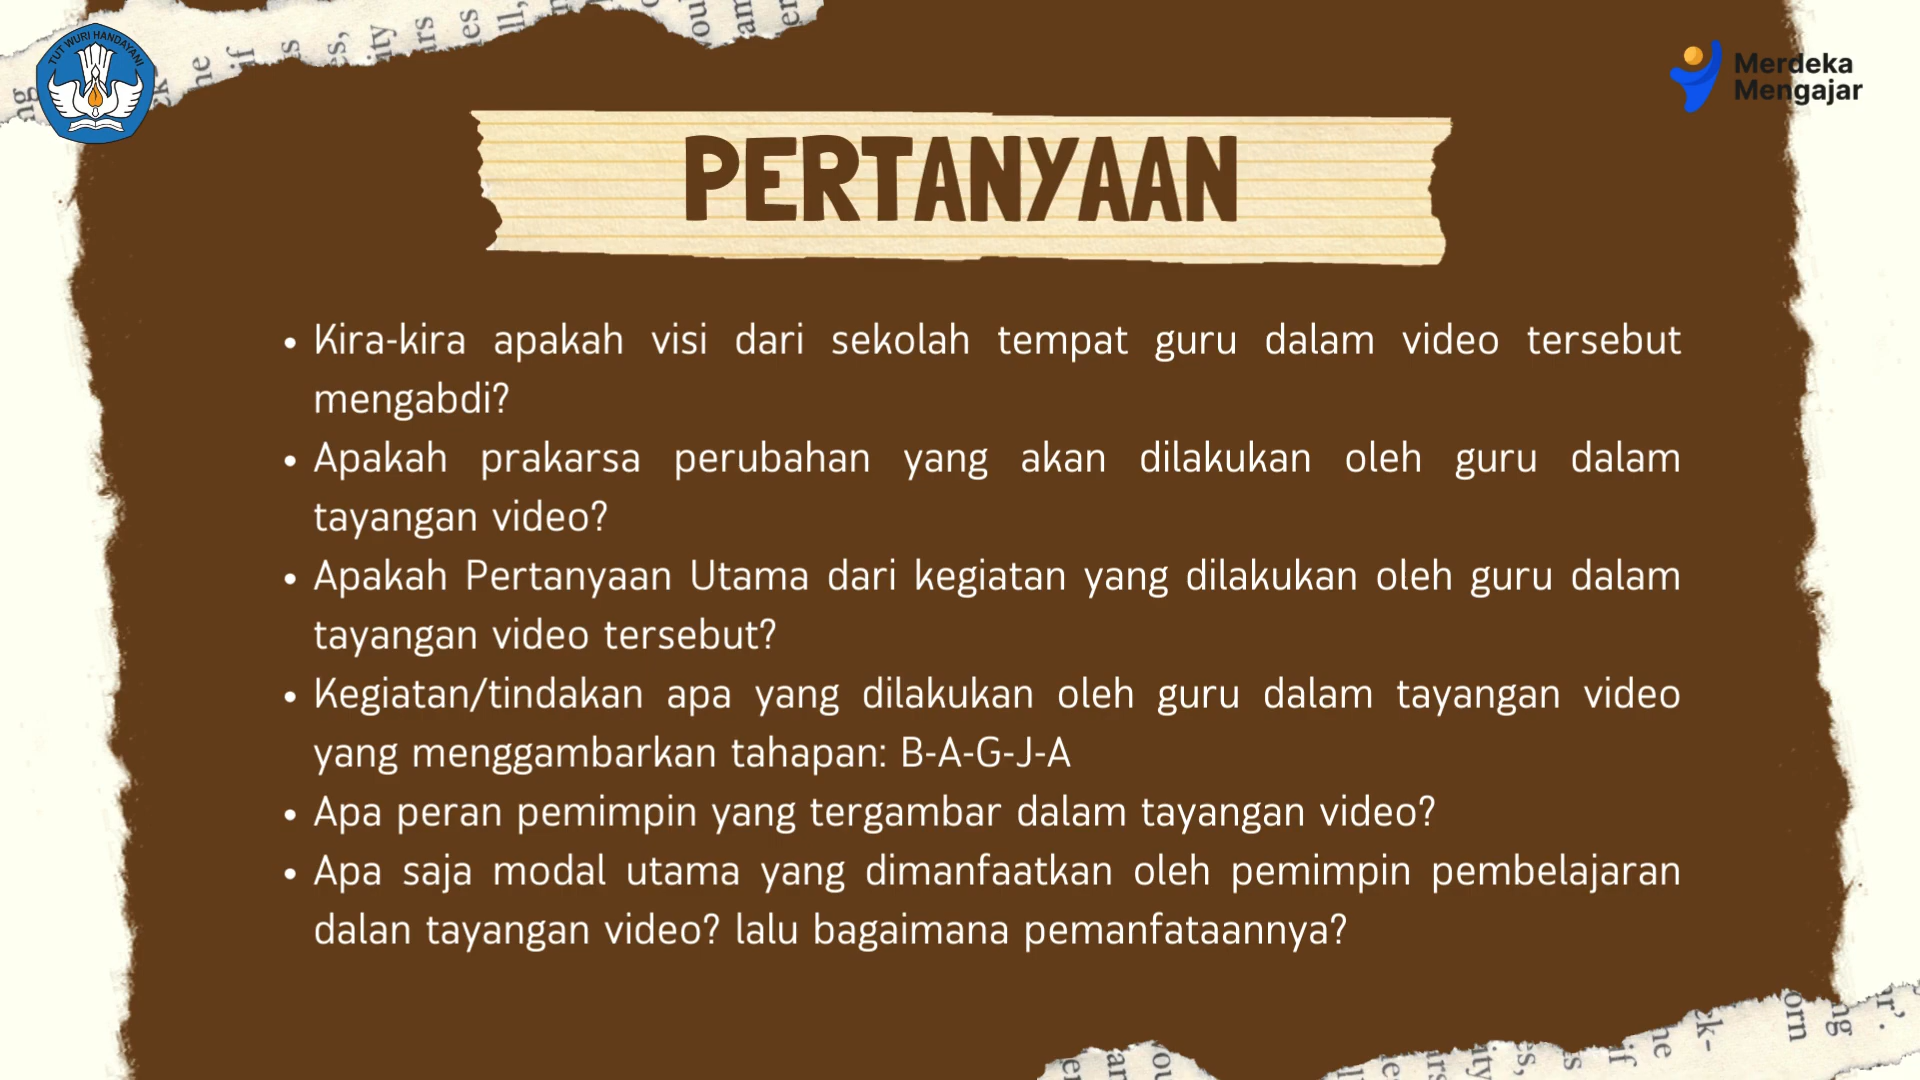 TUT WURI HANDAYANI
Merdeka
Mengajar
PERTANYAAN
• Kira-kira apakah visi dari sekolah tempat guru dalam video tersebut
mengabdi?
• Apakah prakarsa perubahan yang akan dilakukan oleh guru dalam
tayangan video?
• Apakah Pertanyaan Utama dari kegiatan yang dilakukan oleh guru dalam
tayangan video tersebut?
• Kegiatan/tindakan apa yang dilakukan oleh guru dalam tayangan video
yang menggambarkan tahapan: B-A-G-J-A
• Apa peran pemimpin yang tergambar dalam tayangan video?
• Apa saja modal utama yang dimanfaatkan oleh pemimpin pembelajaran
dalan tayangan video? lalu bagaimana pemanfataannya?